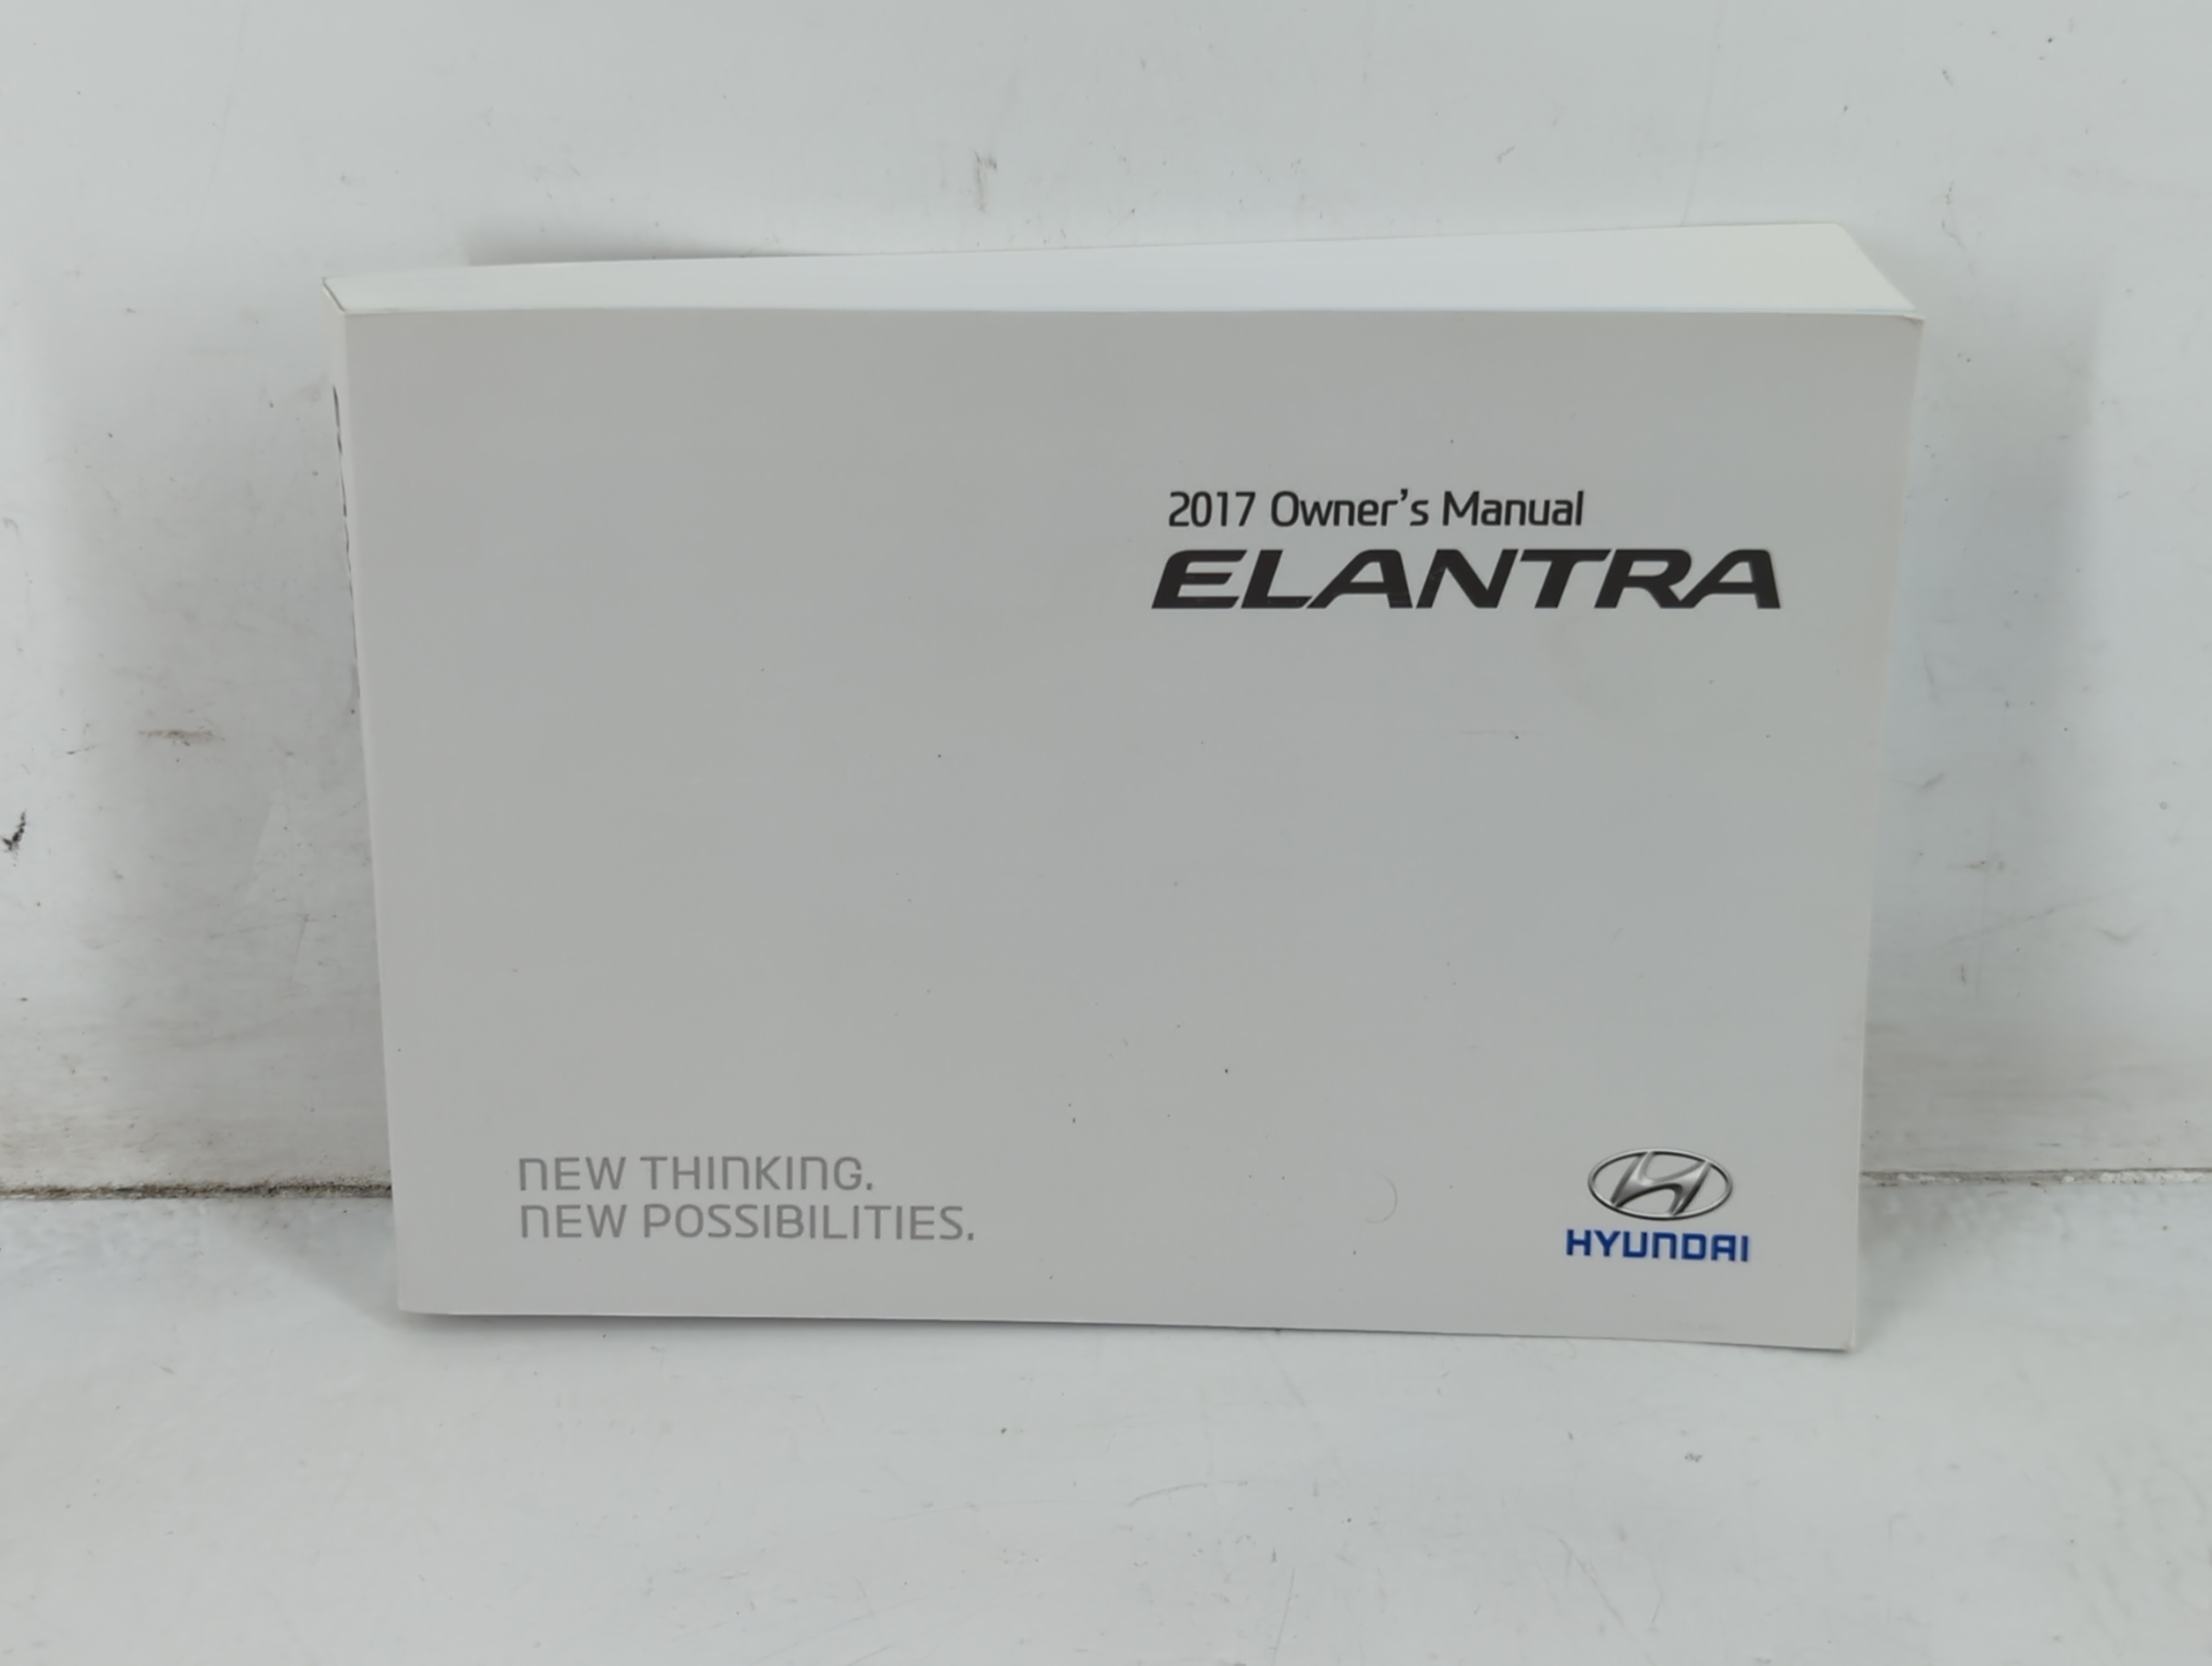 2017 Owner's Manual
ELANTRA
NEW THINKING.
NEW POSSIBILITIES.
HYUNDAI